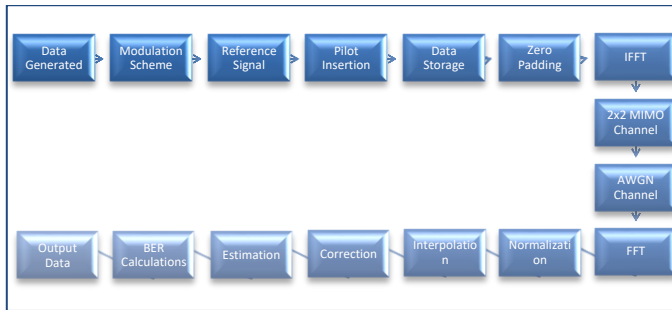 Data
Generated
Modulation
Scheme
Reference
Signal
Pilot
Insertion
Data
Storage
Zero
Padding
IFFT
2x2 MIMO
Channel
AWGN
Channel
FFT
Normalizati
on
Interpolatio
n
Correction
Estimation
BER
Calculations
Output
Data